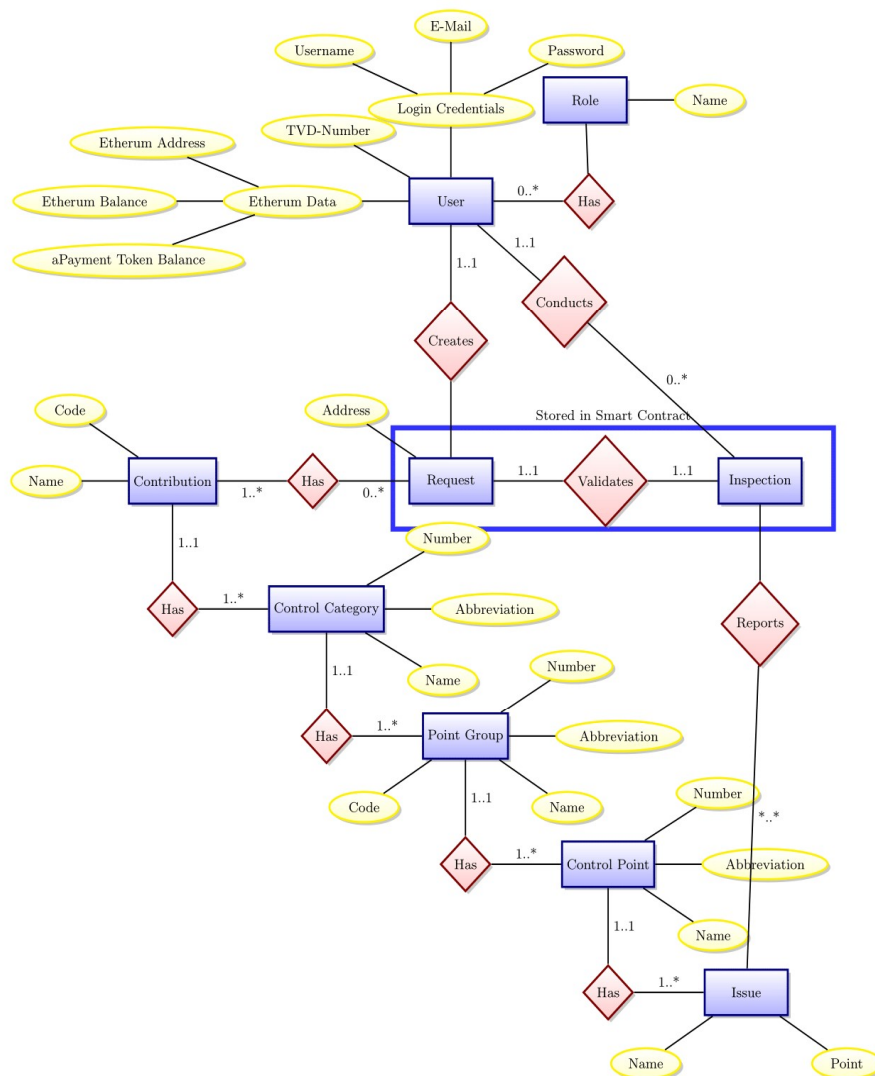 E-Mail
Username
Password
Login Credentials
Role
Name
TVD-Number
Etherum Address
Etherum Balance
Etherum Data
User
0..*
Has
aPayment Token Balance
1..1
1..1
Conducts
Creates
0..*
Code
Address
Stored in Smart Contract
Name
Contribution
1..*
Has
0..*
Request
1..1
Validates
1..1
Inspection
1..1
Number
Has
1..*
Control Category
Abbreviation
Reports
1..1
Name
Number
Has
1..*
Point Group
Abbreviation
Code
1..1
Name
Number
*..*
Has
1..*
Control Point
Abbreviation
1..1
Name
Has
1..*
Issue
Name
Point